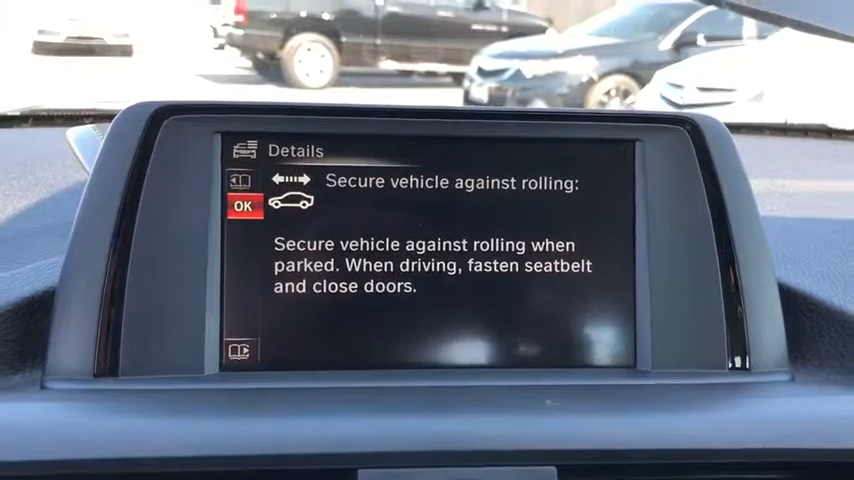 Details
Secure vehicle against rolling:
OK
Secure vehicle against rolling when
parked. When driving, fasten seatbelt
and close doors.